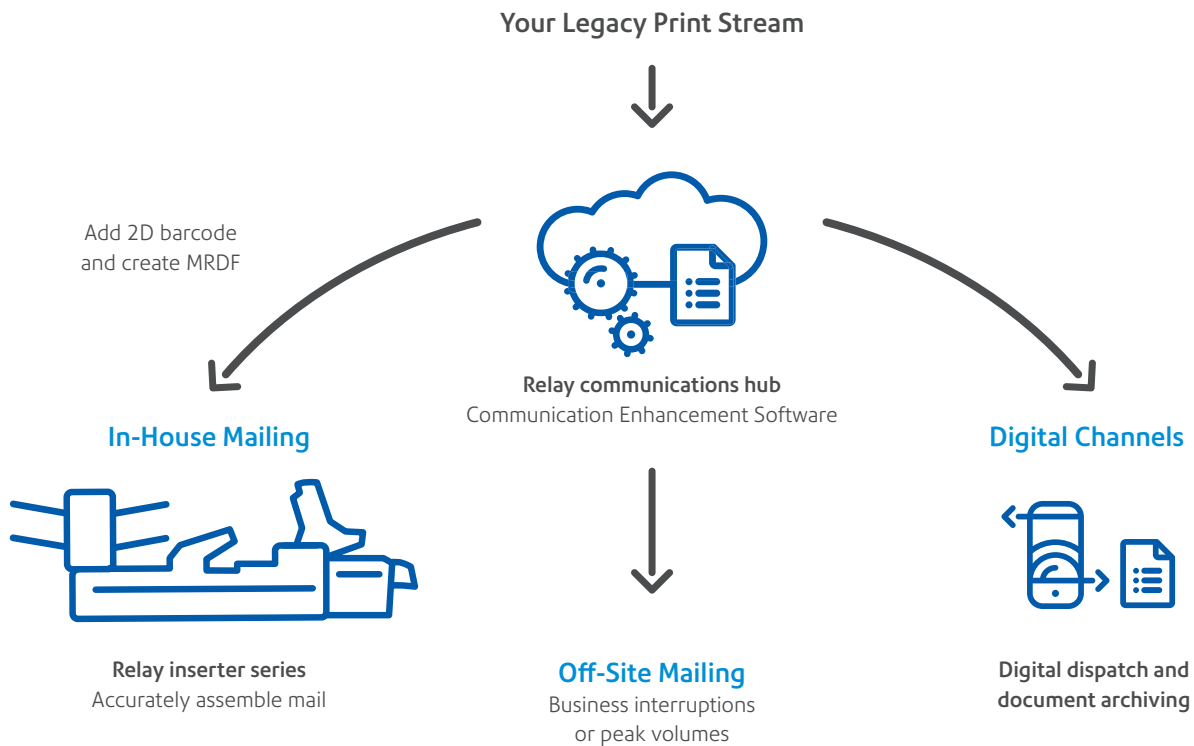 Your Legacy Print Stream
Add 2D barcode
and create MRDF
Relay communications hub
Communication Enhancement Software
In-House Mailing
Relay inserter series
Accurately assemble mail
Off-Site Mailing
Business interruptions
or peak volumes
Digital Channels
Digital dispatch and
document archiving